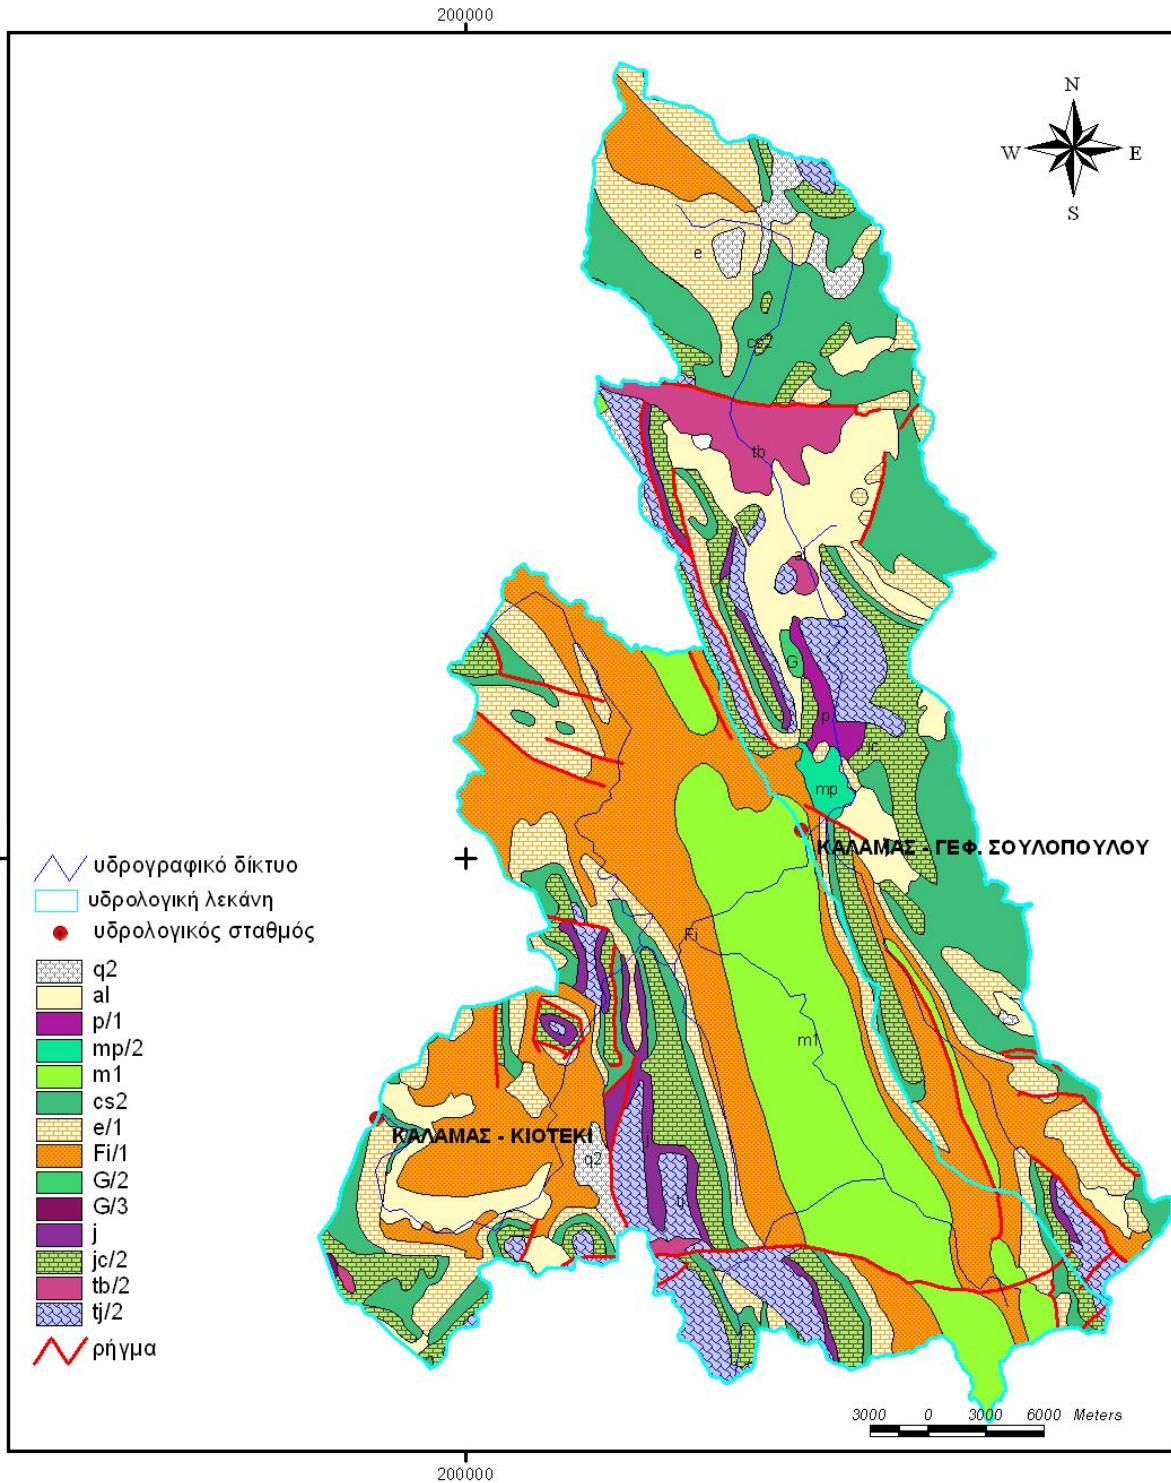 200000
N
W E
S
e
cs2
tb
al
G
p
jc
mp
ΚΑΛΑΜΑΣ - ΓΕΦ. ΣΟΥΛΟΠΟΥΛΟΥ
Fi
m1
ΚΑΛΑΜΑΣ - ΚΙΟΤΕΚΙ
j
q2
tj
υδρογραφικό δίκτυο
υδρολογική λεκάνη
υδρολογικός σταθμός
q2
al
p/1
mp/2
m1
cs2
e/1
Fi/1
G/2
G/3
j
jc/2
tb/2
tj/2
ρήγμα
3000 0 3000 6000 Meters
200000